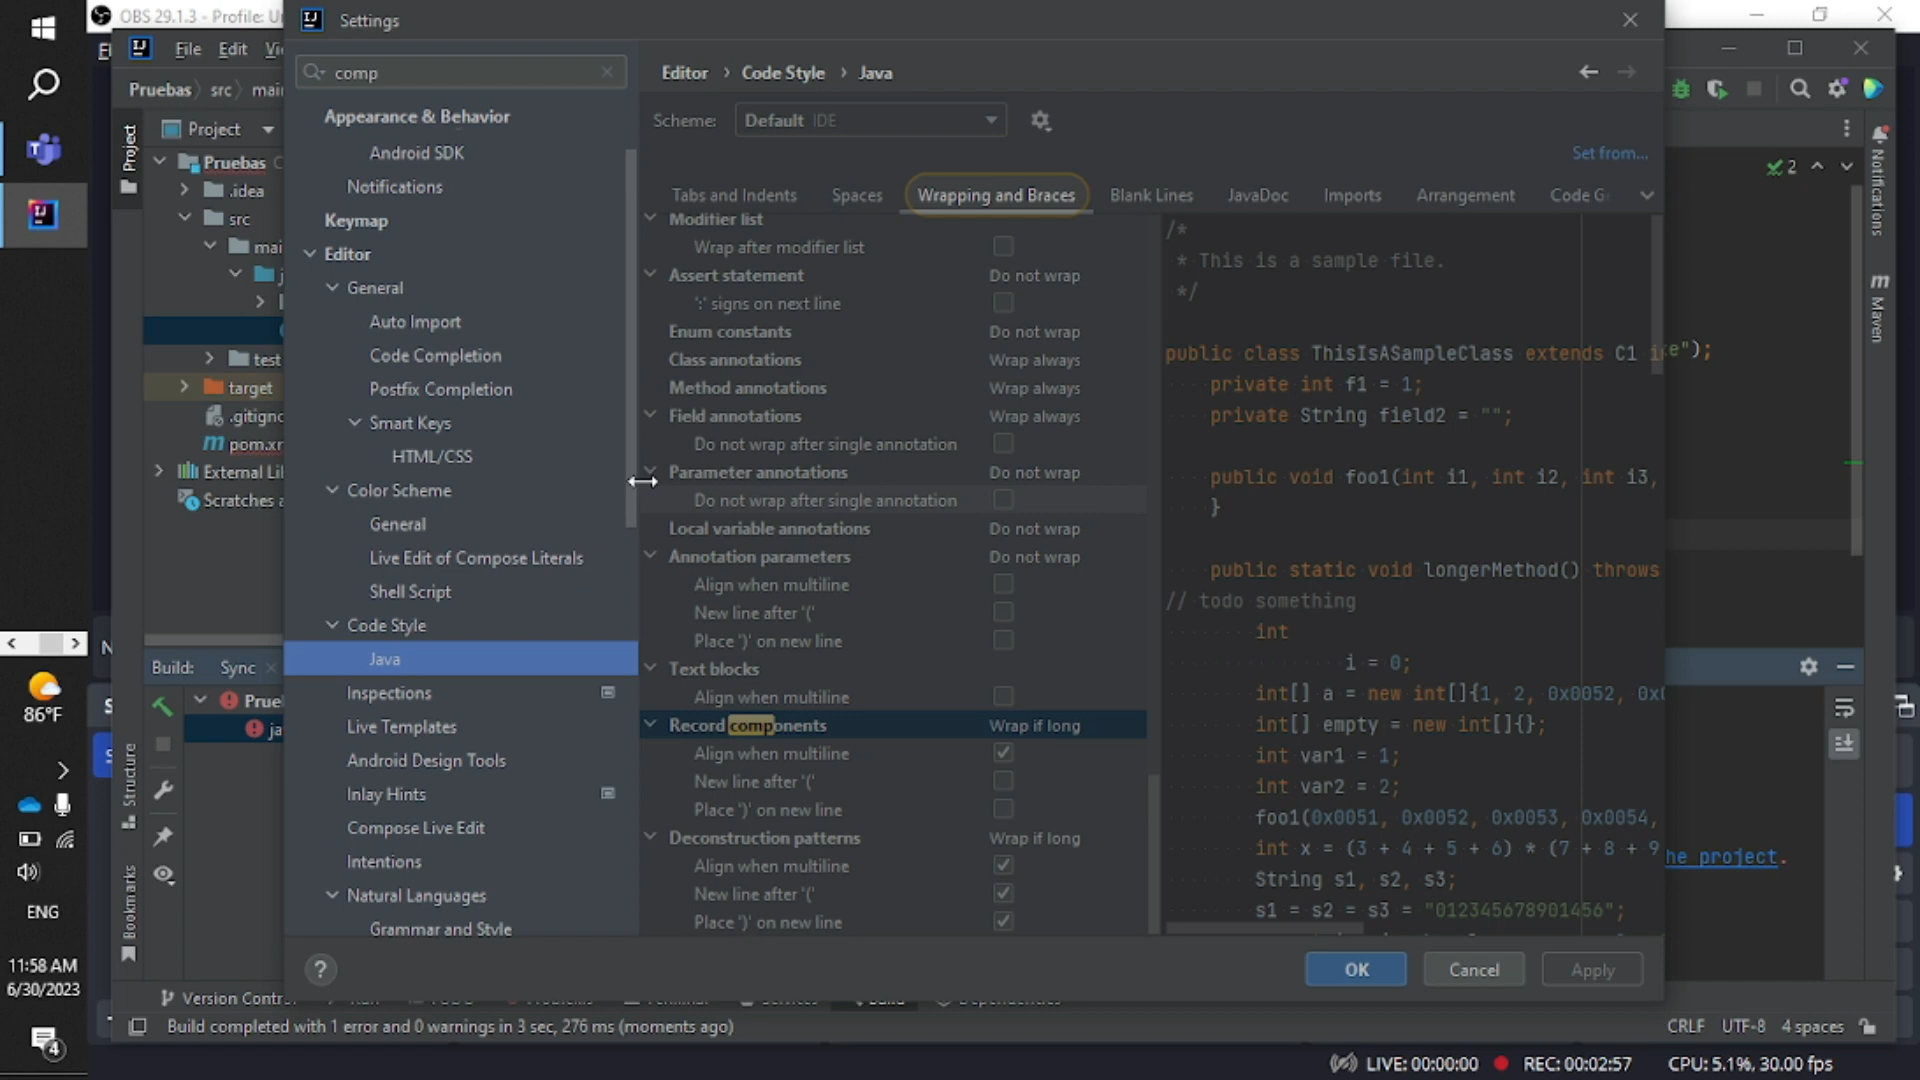 OBS 29.1.3 - Profile: U
File Edit Vi
Settings
comp
Editor › Code Style › Java
Pruebas src mai
Project
Scheme: Default IDE
Set from...
Appearance & Behavior
Android SDK
Notifications
Keymap
Editor
General
Auto Import
Code Completion
Postfix Completion
Smart Keys
HTML/CSS
Color Scheme
General
Live Edit of Compose Literals
Shell Script
Code Style
Java
Inspections
Live Templates
Android Design Tools
Inlay Hints
Compose Live Edit
Intentions
Natural Languages
Grammar and Style
Tabs and Indents Spaces Wrapping and Braces Blank Lines JavaDoc Imports Arrangement Code G
Modifier list
Wrap after modifier list
Assert statement Do not wrap
':' signs on next line
Enum constants Do not wrap
Class annotations Wrap always
Method annotations Wrap always
Field annotations Wrap always
Do not wrap after single annotation
Parameter annotations Do not wrap
Do not wrap after single annotation
Local variable annotations Do not wrap
Annotation parameters Do not wrap
Align when multiline
New line after '('
Place ')' on new line
Text blocks
Align when multiline
Record components Wrap if long
Align when multiline
New line after '('
Place ')' on new line
Deconstruction patterns Wrap if long
Align when multiline
New line after '('
Place ')' on new line
/*
* This is a sample file.
*/
public class ThisIsASampleClass extends C1 i
private int f1 = 1;
private String field2 = "";
public void foo1(int i1, int i2, int i3,
}
public static void longerMethod() throws
// todo something
int
i = 0;
int[] a = new int[]{1, 2, 0x0052, 0x0
int[] empty = new int[]{};
int var1 = 1;
int var2 = 2;
foo1(0x0051, 0x0052, 0x0053, 0x0054,
int x = (3 + 4 + 5 + 6) * (7 + 8 + 9
String s1, s2, s3;
s1 = s2 = s3 = "012345678901456";
OK Cancel Apply
?
Project
Pruebas
.idea
src
mai
j
test
target
.gitigno
pom.xm
External Li
Scratches a
Build: Sync
Prue
ja
Structure
Bookmarks
2
e");
he project.
Notifications
m Maven
Version Contr
Build
Build completed with 1 error and 0 warnings in 3 sec, 276 ms (moments ago)
CRLF UTF-8 4 spaces
86°F
ENG
11:58 AM
6/30/2023
4
LIVE: 00:00:00 REC: 00:02:57 CPU: 5.1%, 30.00 fps